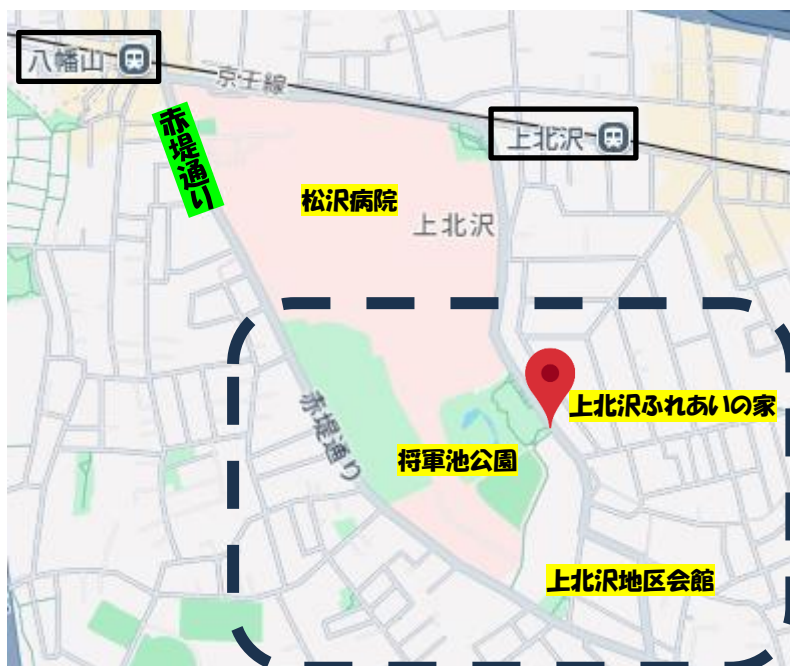 八幡山
京王線
赤堤通り
上北沢
松沢病院
上北沢
上北沢ふれあいの家
赤堤通り
将軍池公園
上北沢地区会館